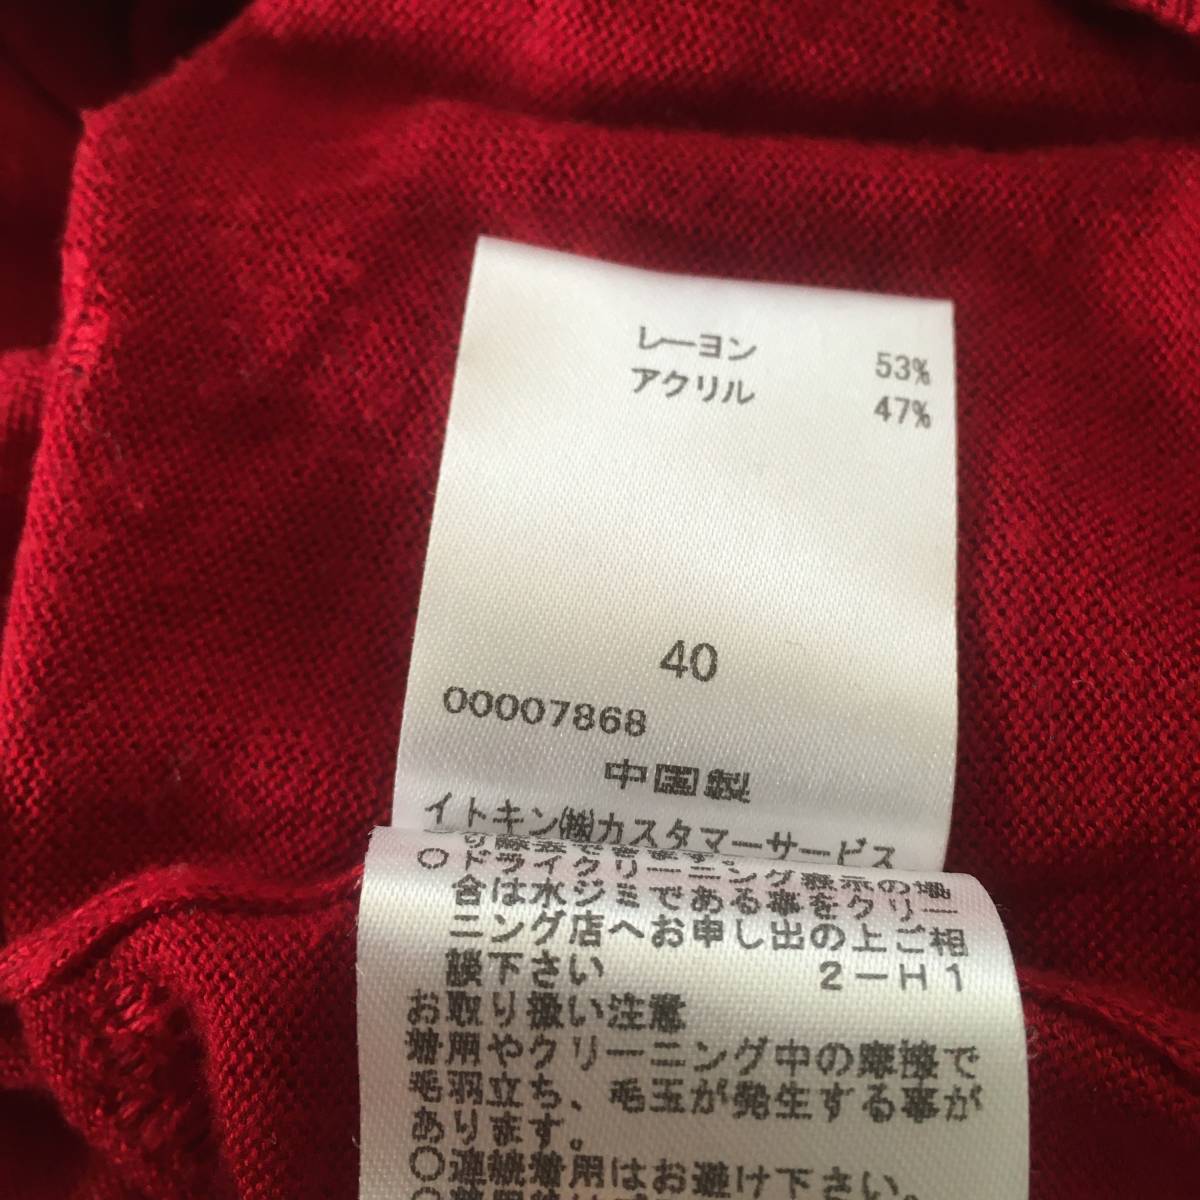 レーヨン 53%
アクリル 47%
40
00007868
中国製
イトキン㈱カスタマーサービス
○ドライクリーニング表示の場
合は水ジミである事をクリー
ニング店へお申し出の上ご相
談下さい 2-H1
お取り扱い注意
着用やクリーニング中の摩擦で
毛羽立ち、毛玉が発生する事が
あります。
○連続着用はお避け下さい。